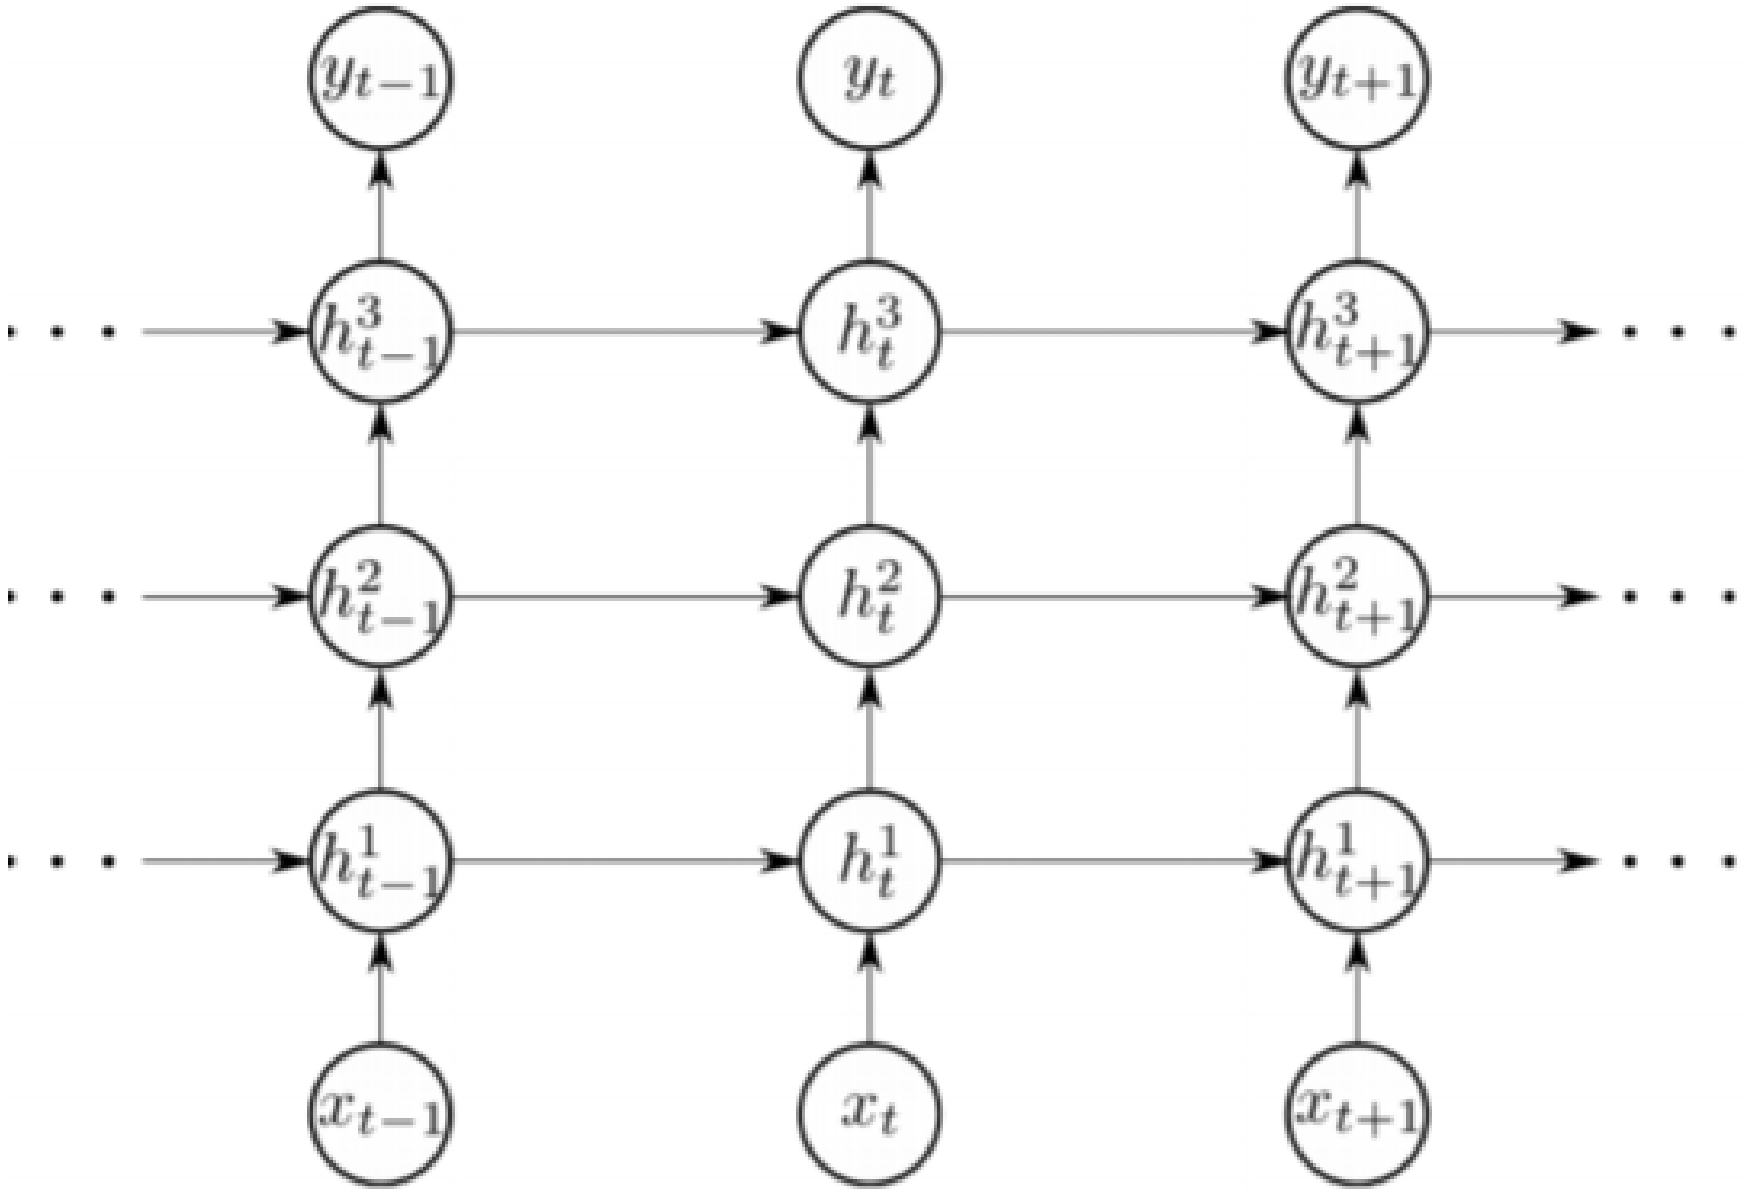 y_{t-1} y_t y_{t+1}
. . . h^3_{t-1} h^3_t h^3_{t+1} . . .
. . . h^2_{t-1} h^2_t h^2_{t+1} . . .
. . . h^1_{t-1} h^1_t h^1_{t+1} . . .
x_{t-1} x_t x_{t+1}